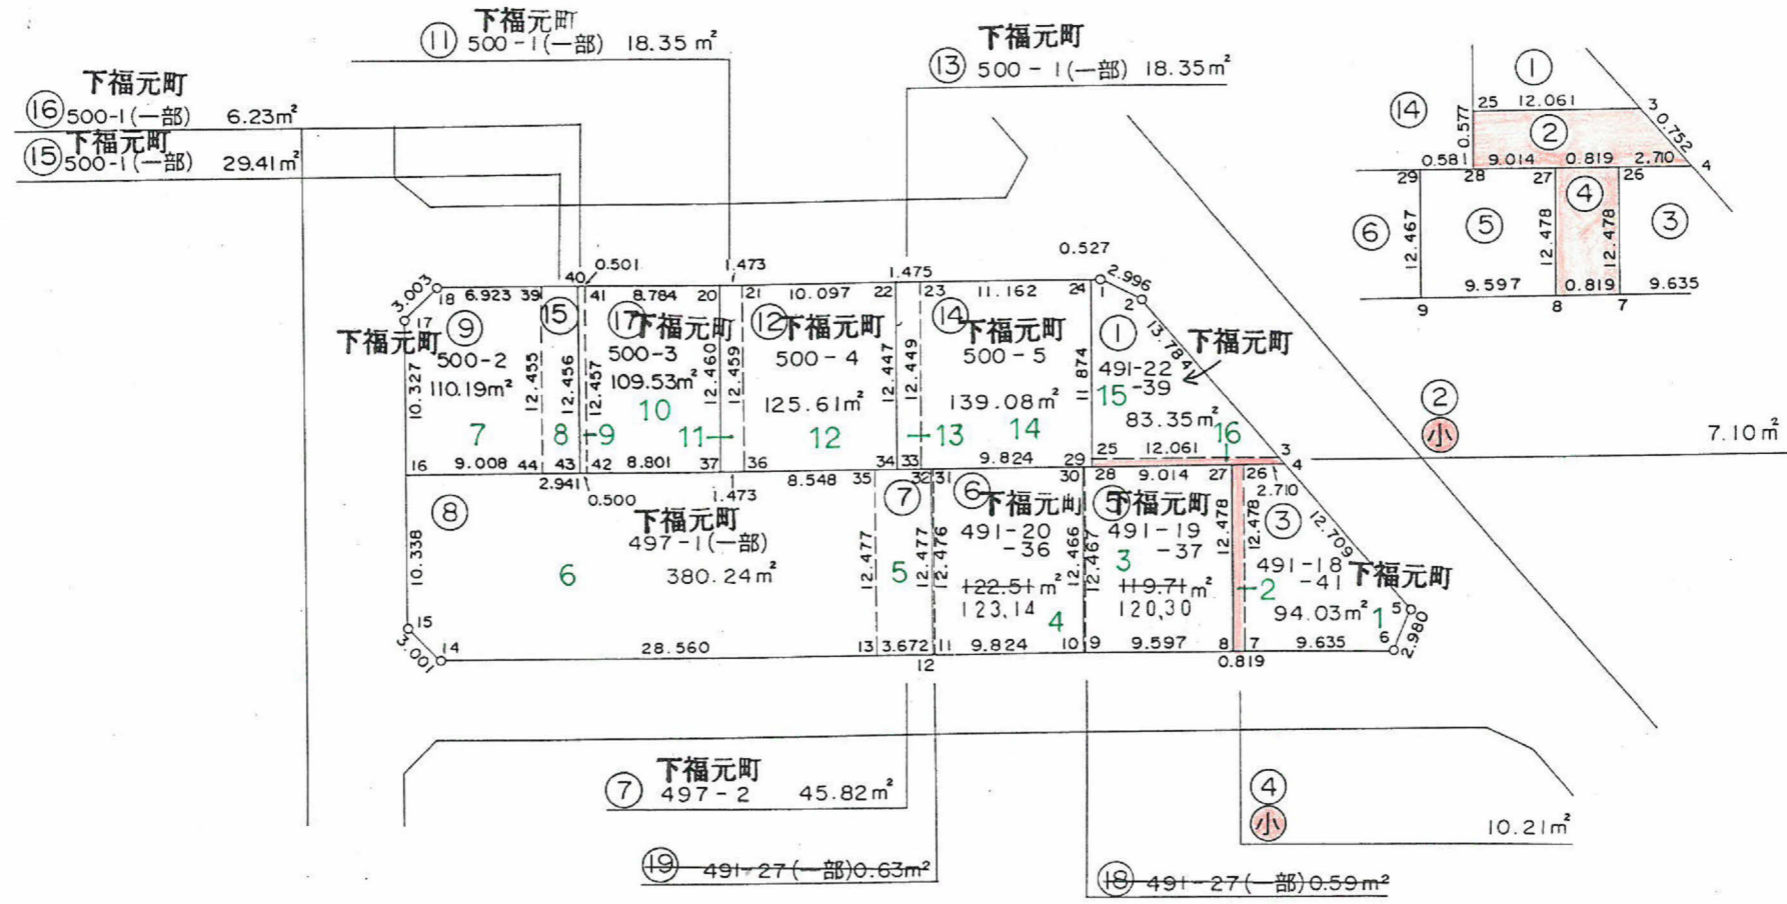 下福元町
⑪ 500-1(一部) 18.35㎡
下福元町
⑬ 500-1(一部) 18.35㎡
下福元町
⑯ 500-1(一部) 6.23㎡
下福元町
⑮ 500-1(一部) 29.41㎡
①
25 12.061 3
⑭ 0.577 ② 0.752
0.581 9.014 0.819 2.710 4
29 28 27 26
⑥ 12.467 ⑤ 12.478 ④ 12.478 ③
9.597 0.819 9.635
9 8 7
0.527
40 0.501 1.473 1.475 2.996
3.003 18 6.923 39 41 8.784 20 21 10.097 22 23 11.162 24 1 2
17 ⑨ ⑮ ⑰ ⑫ ⑭ ①
下福元町 下福元町 下福元町 下福元町 下福元町
500-2 500-3 500-4 500-5 491-22
-39
110.19㎡ 109.53㎡ 125.61㎡ 139.08㎡ 83.35㎡
10.327 12.455 12.456 12.457 12.460 12.459 12.447 12.449 11.874 13.784
7 8 9 10 11 12 13 14 15 16
25 12.061 3
16 9.008 44 43 42 8.801 37 36 34 33 9.824 29 4
2.941 0.500 1.473 8.548 35 32 31 30 28 9.014 27 26 2.710
②
小
7.10㎡
⑧ ⑦ ⑥ ⑤ ③
下福元町 下福元町 下福元町 下福元町
497-1(一部) 491-20 491-19 491-18
-36 -37 -41
380.24㎡ 122.51㎡ 119.71㎡ 94.03㎡
123,14 120,30
10.338 12.477 12.477 12.476 12.466 12.467 12.478 12.478 12.709
6 5 4 3 2 1
15 5
3.001 14 28.560 13 3.672 11 9.824 10 9 9.597 8 7 9.635 6 2.980
12 0.819
下福元町
⑦ 497-2 45.82㎡
④
小
10.21㎡
⑲ 491-27(一部)0.63㎡
⑱ 491-27(一部)0.59㎡